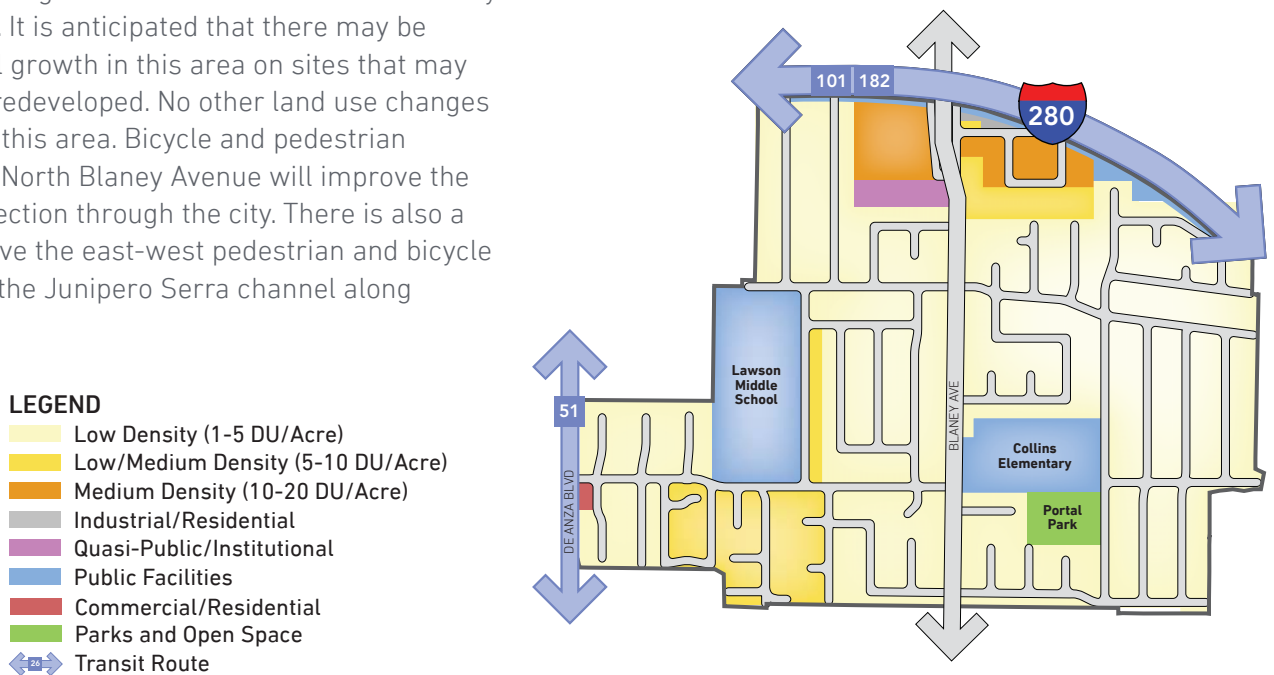 . It is anticipated that there may be
growth in this area on sites that may
redeveloped. No other land use changes
this area. Bicycle and pedestrian
North Blaney Avenue will improve the
ection through the city. There is also a
ve the east-west pedestrian and bicycle
the Junipero Serra channel along
LEGEND
Low Density (1-5 DU/Acre)
Low/Medium Density (5-10 DU/Acre)
Medium Density (10-20 DU/Acre)
Industrial/Residential
Quasi-Public/Institutional
Public Facilities
Commercial/Residential
Parks and Open Space
26 Transit Route
101 182
280
51
DE ANZA BLVD
Lawson
Middle
School
BLANEY AVE
Collins
Elementary
Portal
Park